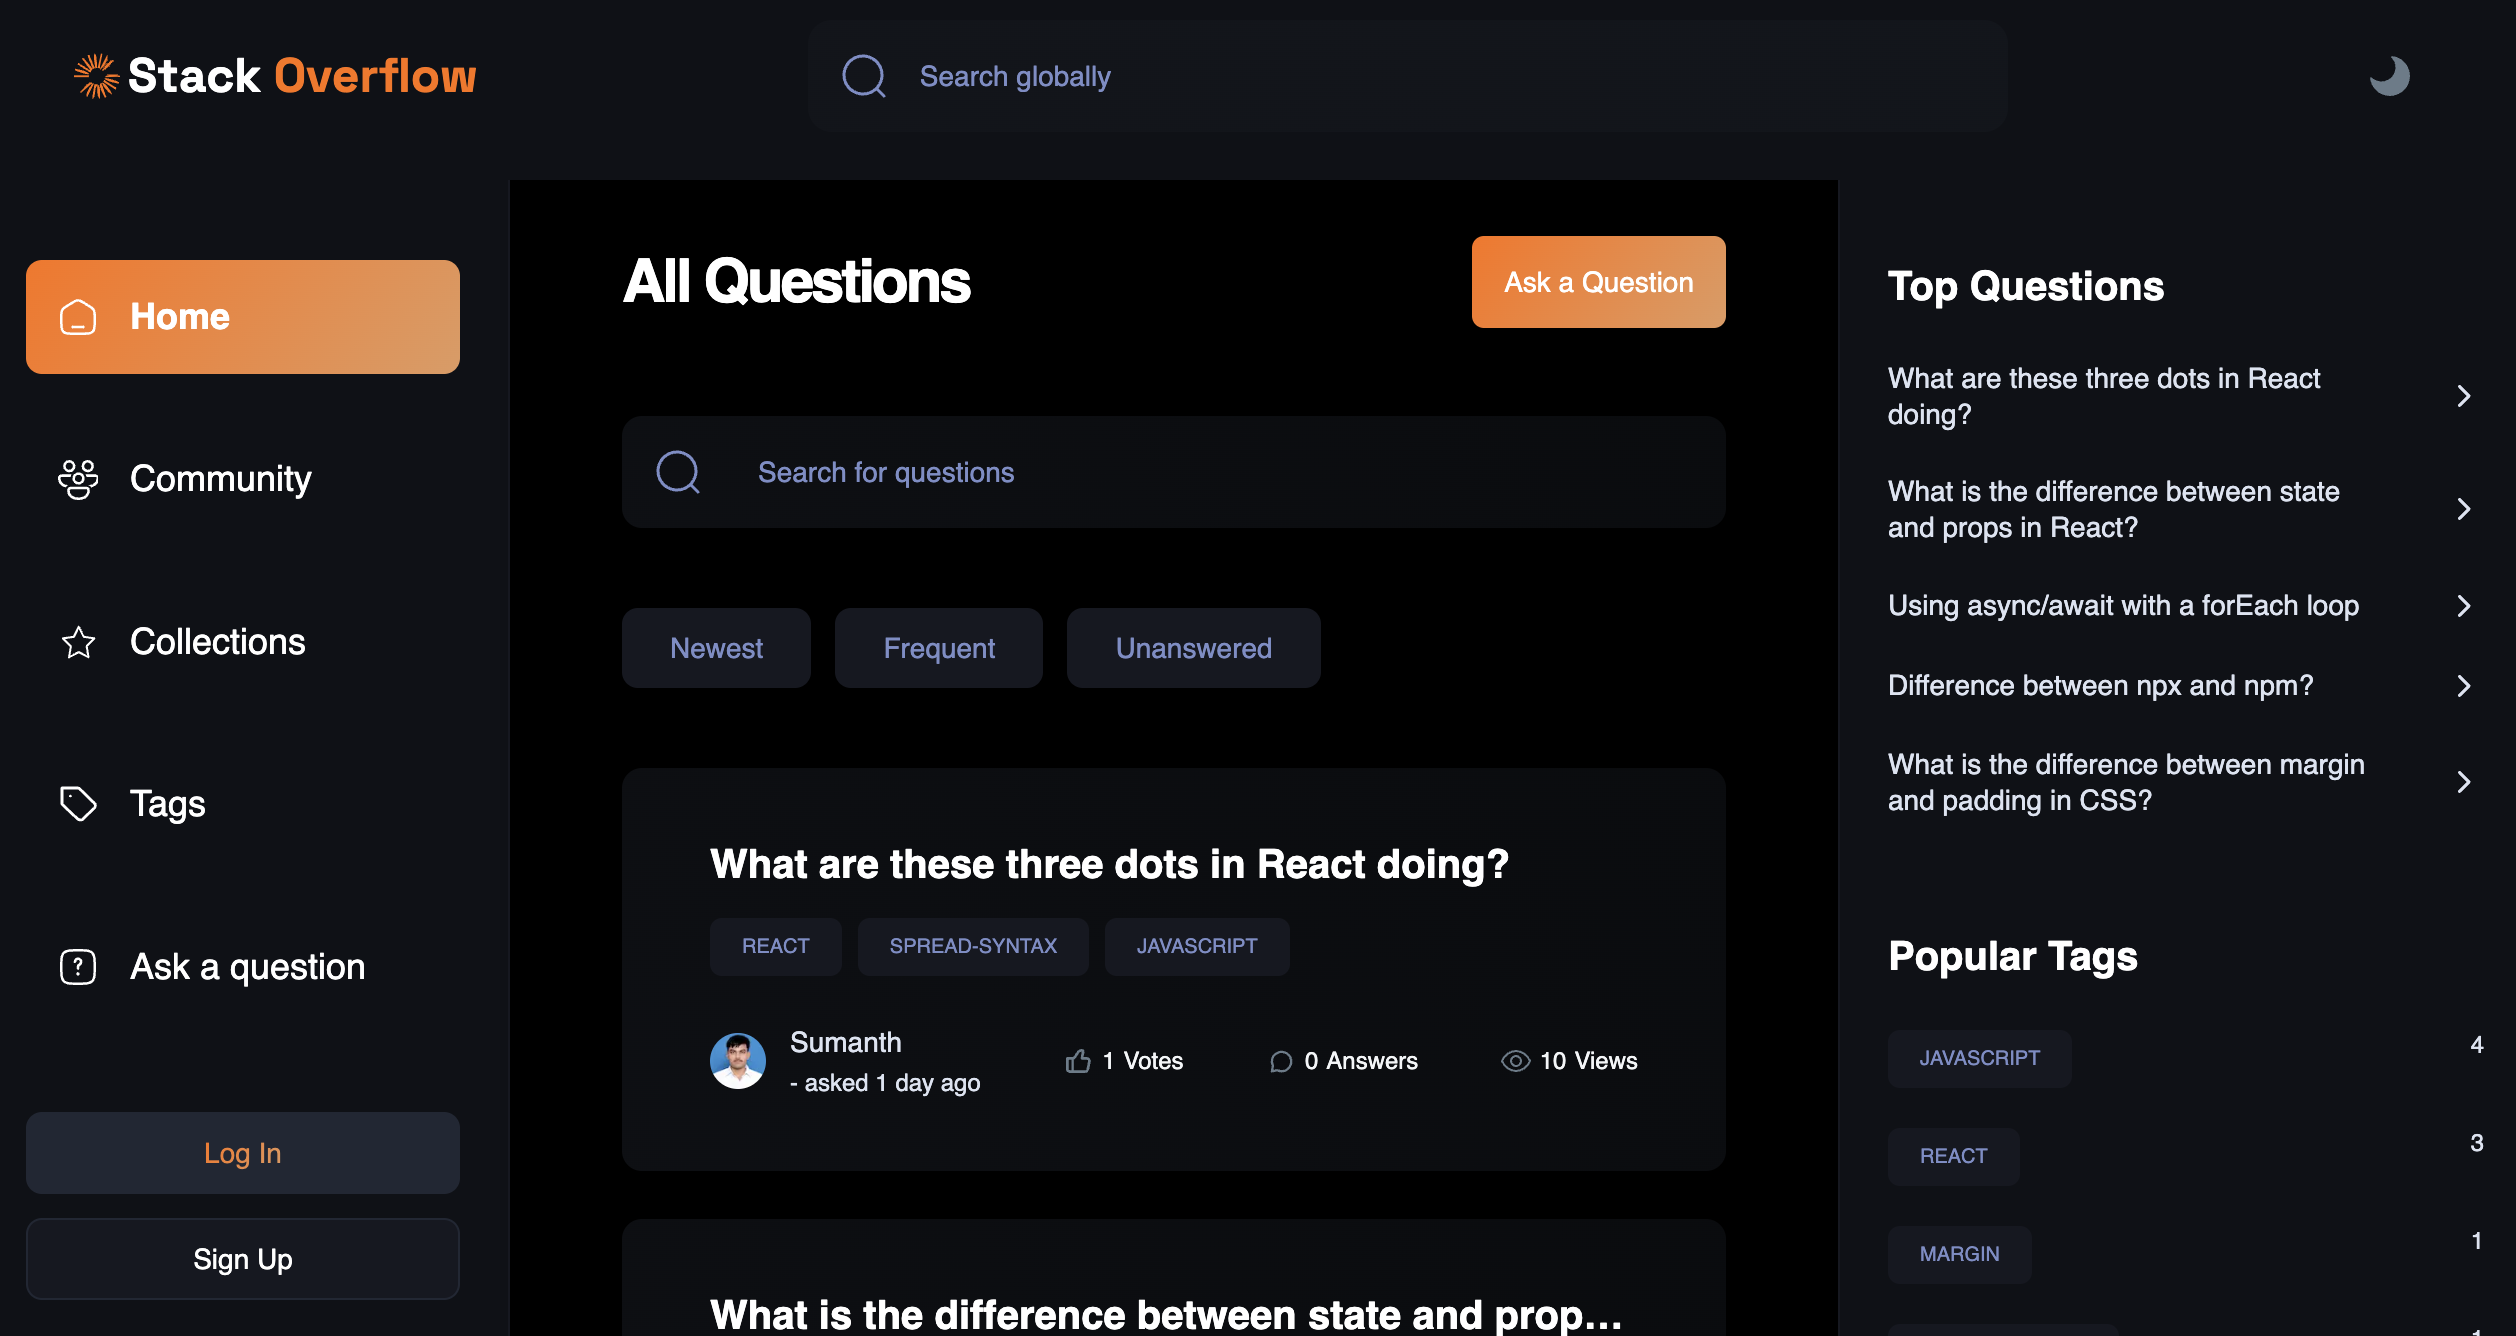 Stack Overflow
Search globally
Home
Community
Collections
Tags
Ask a question
Log In
Sign Up
All Questions
Ask a Question
Search for questions
Newest
Frequent
Unanswered
What are these three dots in React doing?
REACT
SPREAD-SYNTAX
JAVASCRIPT
Sumanth
- asked 1 day ago
1 Votes
0 Answers
10 Views
What is the difference between state and prop...
Top Questions
What are these three dots in React
doing?
What is the difference between state
and props in React?
Using async/await with a forEach loop
Difference between npx and npm?
What is the difference between margin
and padding in CSS?
Popular Tags
JAVASCRIPT
4
REACT
3
MARGIN
1